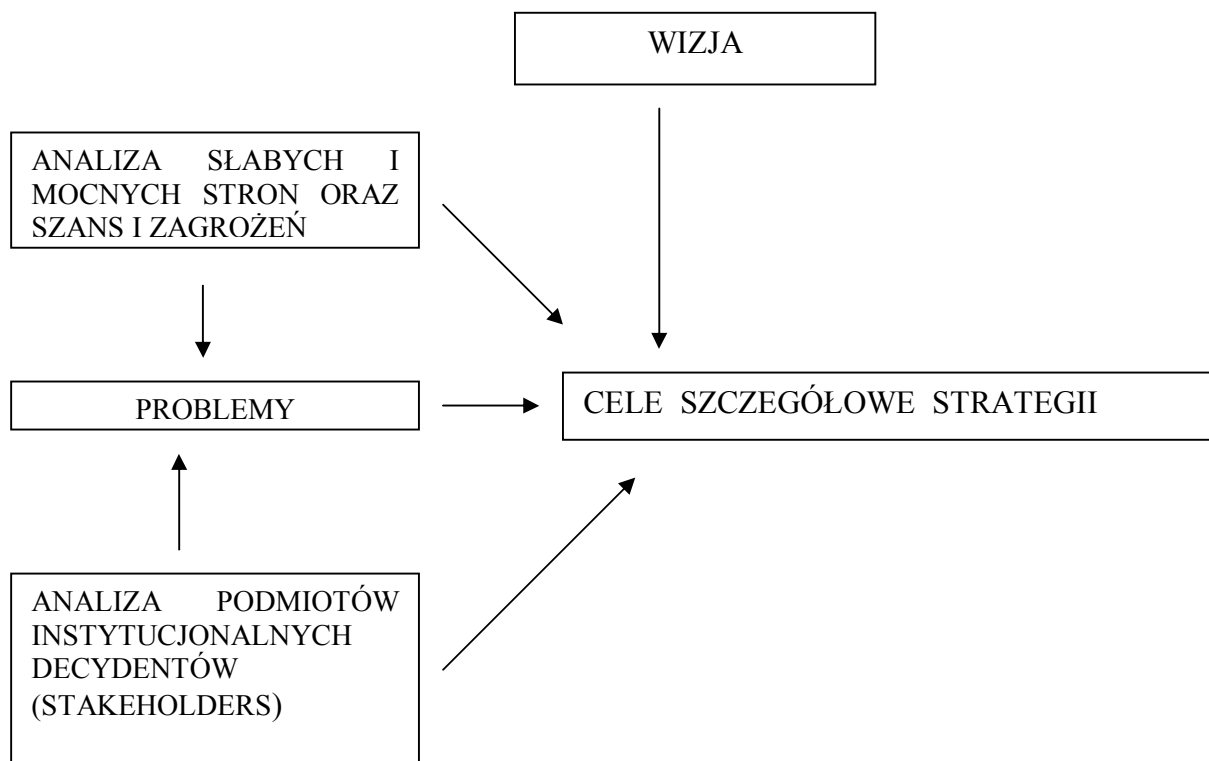 WIZJA
ANALIZA SŁABYCH I
MOCNYCH STRON ORAZ
SZANS I ZAGROŻEŃ
PROBLEMY
CELE SZCZEGÓŁOWE STRATEGII
ANALIZA PODMIOTÓW
INSTYTUCJONALNYCH
DECYDENTÓW
(STAKEHOLDERS)